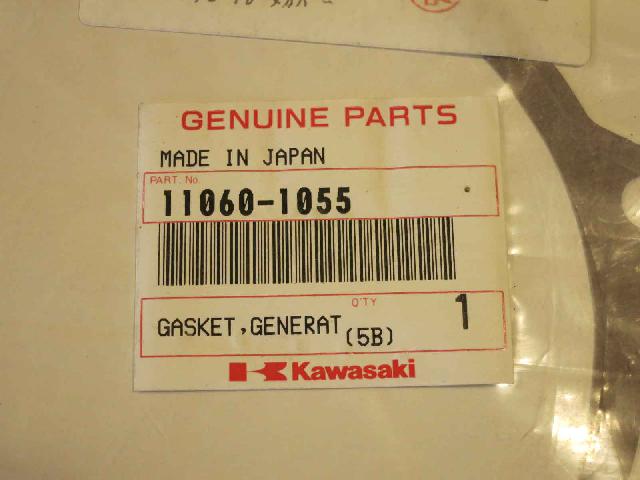 GENUINE PARTS
MADE IN JAPAN
PART. No.
11060-1055
Q'TY
GASKET,GENERAT (5B) 1
Kawasaki